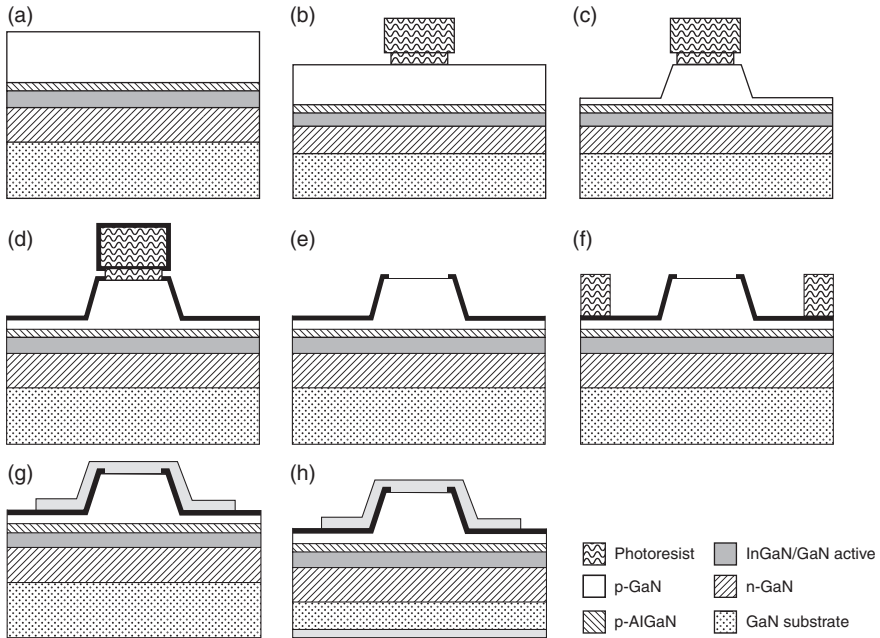 (a)
(b)
(c)
(d)
(e)
(f)
(g)
(h)
Photoresist
InGaN/GaN active
p-GaN
n-GaN
p-AlGaN
GaN substrate